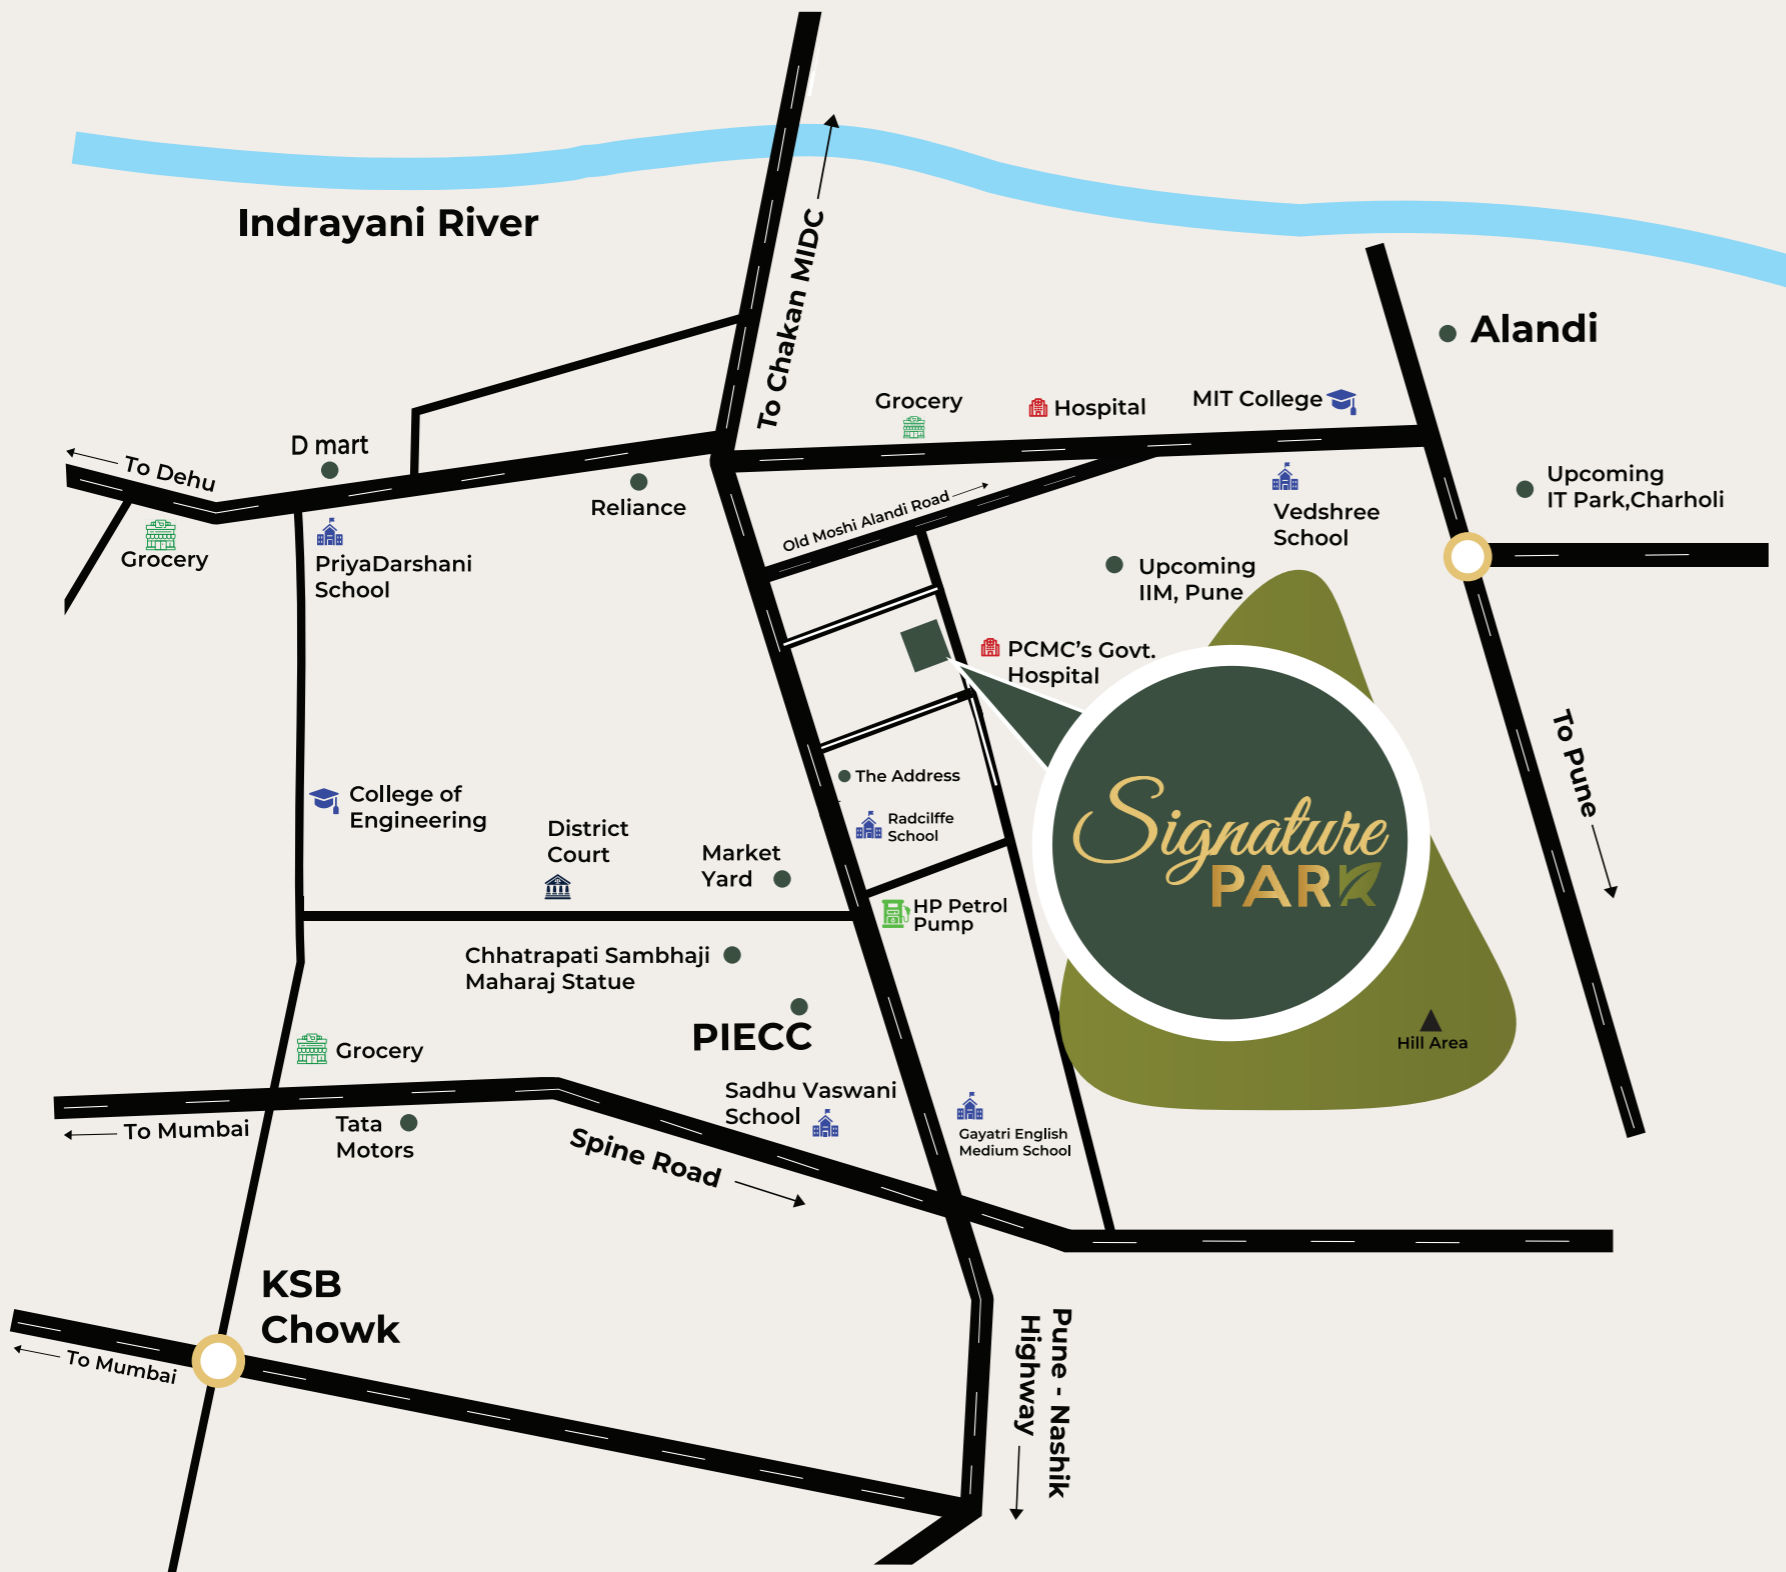 Indrayani River
To Chakan MIDC
Alandi
Grocery
Hospital
MIT College
D mart
To Dehu
Reliance
Upcoming
IT Park,Charholi
Old Moshi Alandi Road
Vedshree
School
Grocery
PriyaDarshani
School
Upcoming
IIM, Pune
PCMC's Govt.
Hospital
To Pune
The Address
College of
Engineering
Radcilffe
School
District
Court
Market
Yard
Signature
PARK
HP Petrol
Pump
Chhatrapati Sambhaji
Maharaj Statue
PIECC
Hill Area
Grocery
Sadhu Vaswani
School
To Mumbai
Tata
Motors
Spine Road
Gayatri English
Medium School
KSB
Chowk
To Mumbai
Pune - Nashik
Highway